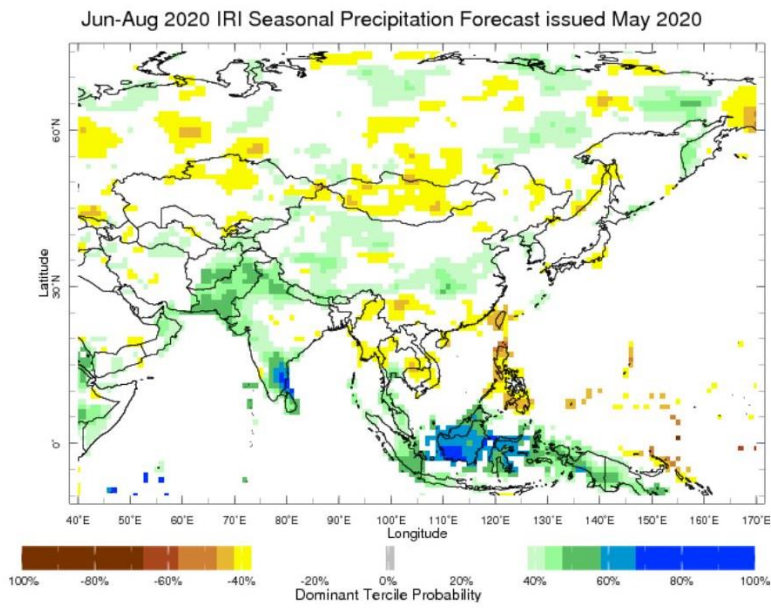 Jun-Aug 2020 IRI Seasonal Precipitation Forecast issued May 2020
60°N
30°N
0°
Latitude
40°E 50°E 60°E 70°E 80°E 90°E 100°E 110°E 120°E 130°E 140°E 150°E 160°E 170°E
Longitude
100% -80% -60% -40% -20% 0% 20% 40% 60% 80% 100%
Dominant Tercile Probability